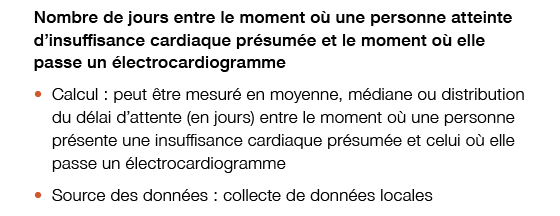 Nombre de jours entre le moment où une personne atteinte
d’insuffisance cardiaque présumée et le moment où elle
passe un électrocardiogramme
• Calcul : peut être mesuré en moyenne, médiane ou distribution
du délai d’attente (en jours) entre le moment où une personne
présente une insuffisance cardiaque présumée et celui où elle
passe un électrocardiogramme
• Source des données : collecte de données locales